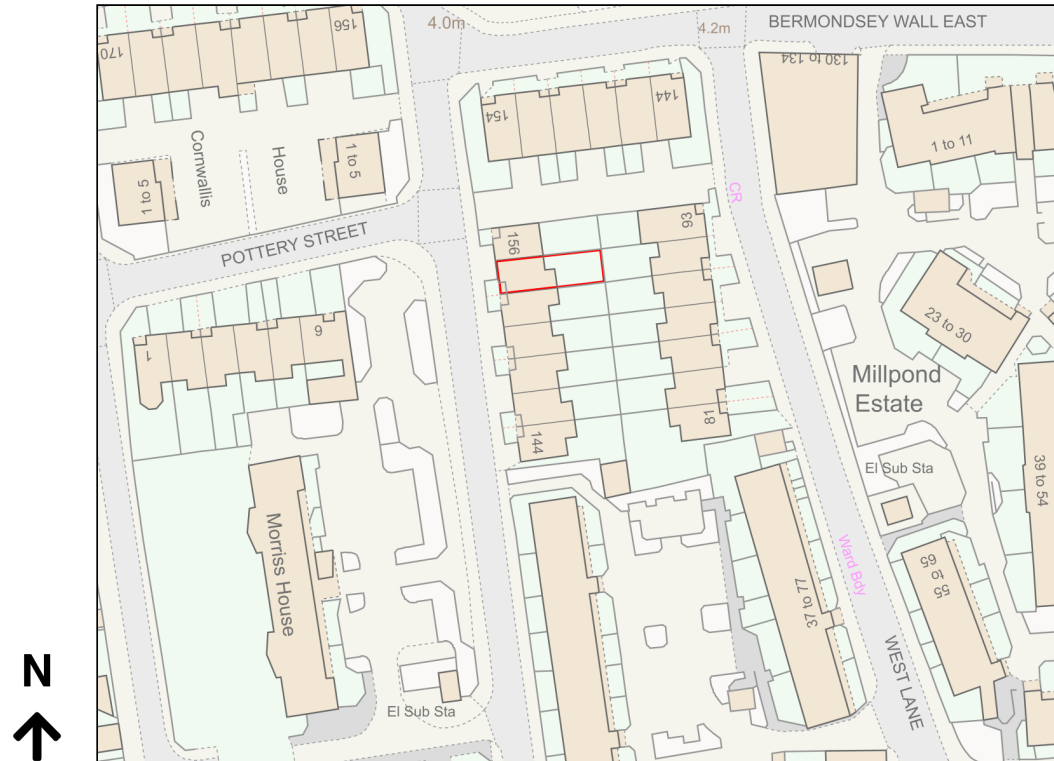 BERMONDSEY WALL EAST
4.0m
4.2m
170
156
154
144
130 to 134
1 to 11
Cornwallis
House
1 to 5
1 to 5
CR
POTTERY STREET
156
93
23 to 30
1
9
Millpond
Estate
81
144
El Sub Sta
39 to 54
Morriss House
Ward Bdy
37 to 77
55 to 65
WEST LANE
El Sub Sta
N